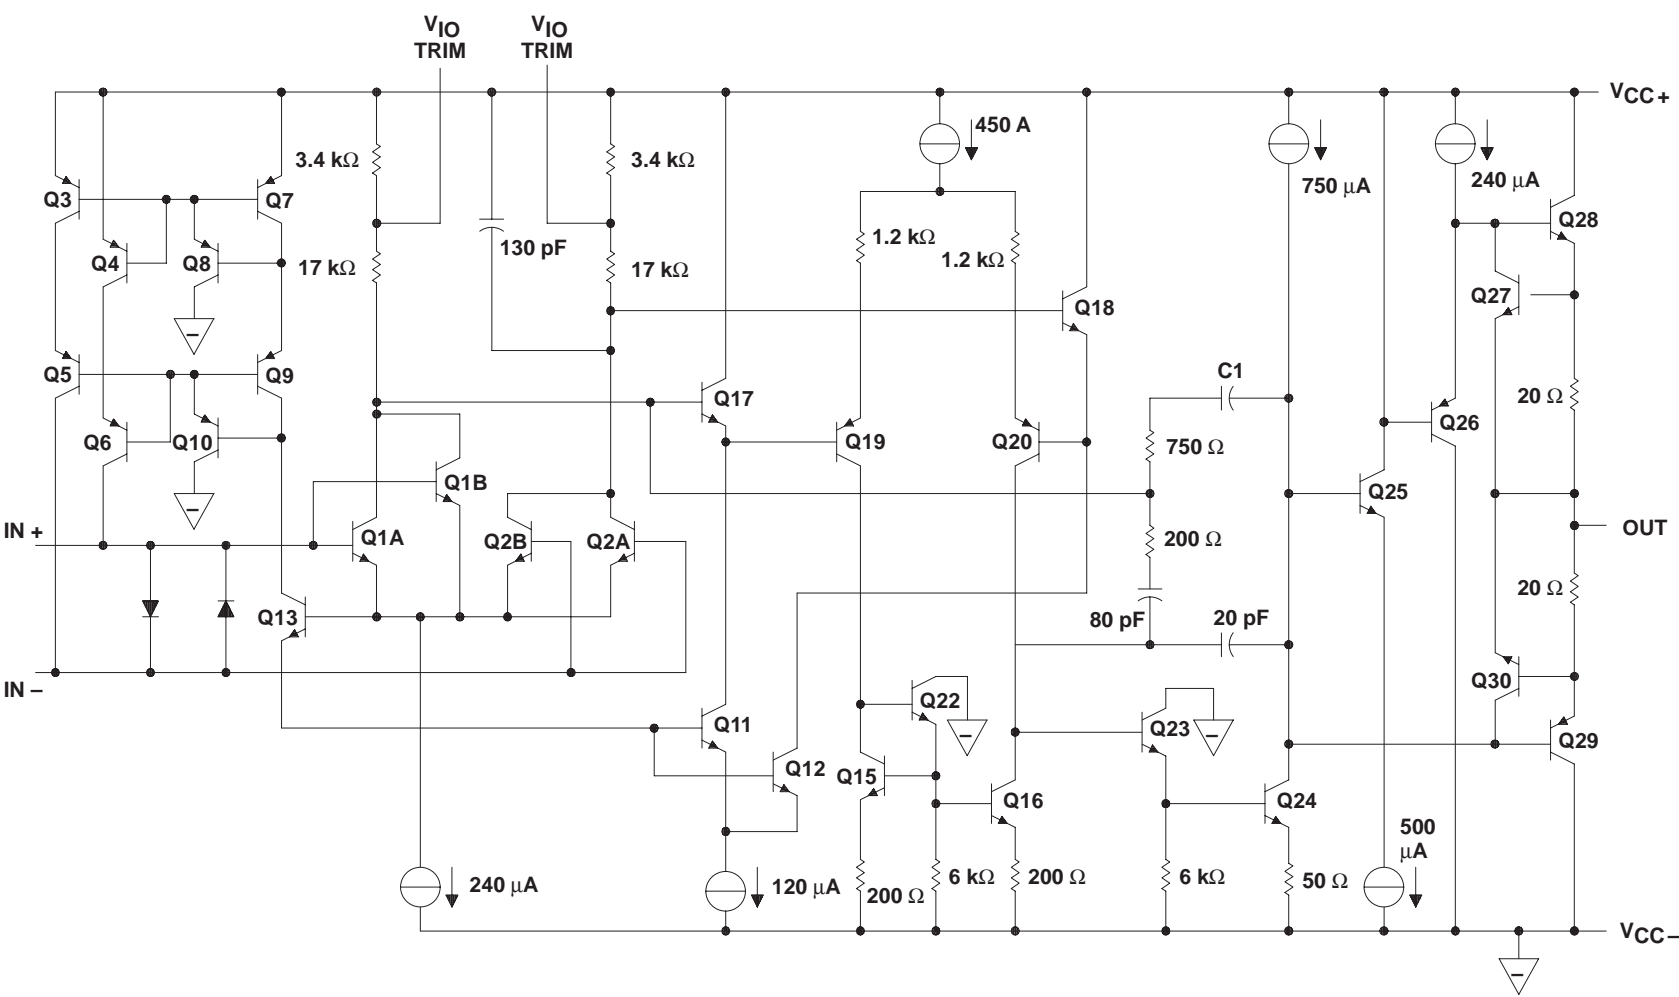 VIO
TRIM
VIO
TRIM
VCC+
450 A
3.4 kΩ
3.4 kΩ
750 μA
240 μA
Q3
Q7
Q28
1.2 kΩ
130 pF
1.2 kΩ
Q4
Q8
17 kΩ
17 kΩ
Q27
Q18
C1
Q5
Q9
Q17
20 Ω
Q26
Q6
Q10
Q19
Q20
750 Ω
Q1B
Q25
IN +
Q1A
Q2B
Q2A
200 Ω
OUT
20 Ω
Q13
80 pF
20 pF
IN –
Q30
Q22
–
Q11
Q23
–
Q29
Q12
Q15
Q16
Q24
500
μA
240 μA
120 μA
200 Ω
6 kΩ
200 Ω
6 kΩ
50 Ω
VCC–
–
–
–